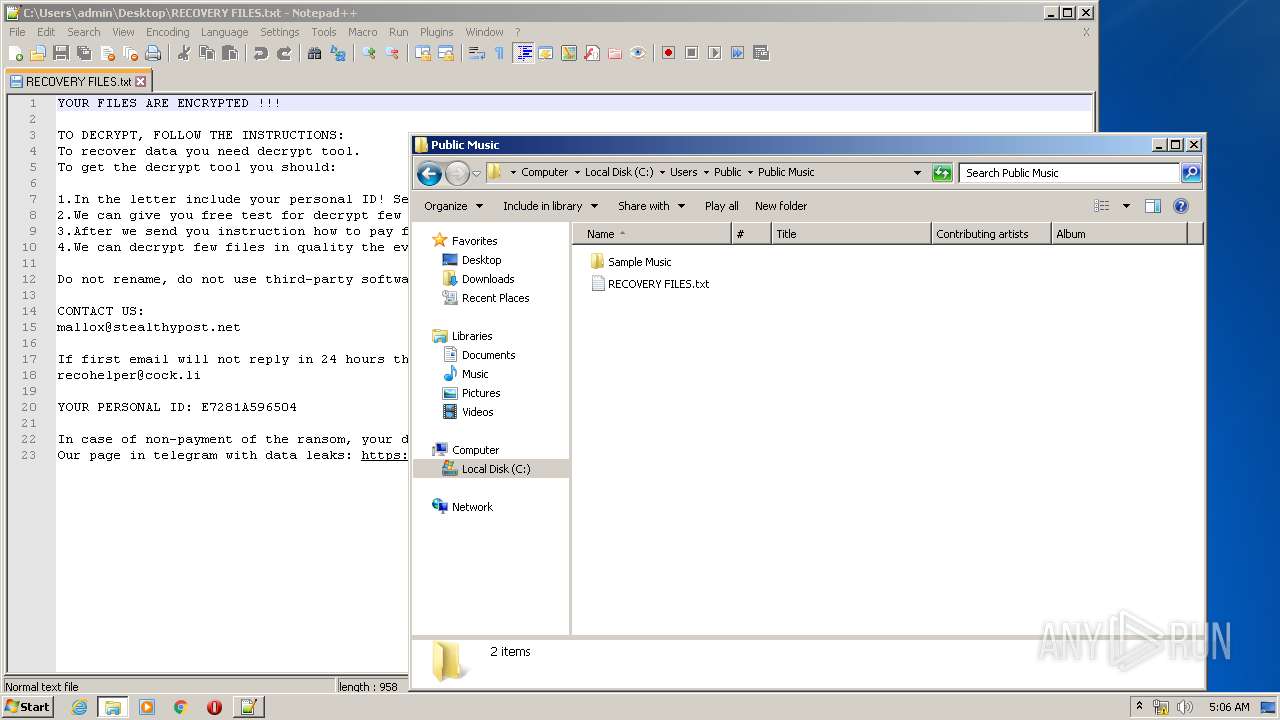 C:\Users\admin\Desktop\RECOVERY FILES.txt - Notepad++
File Edit Search View Encoding Language Settings Tools Macro Run Plugins Window ? X
RECOVERY FILES.txt
1 YOUR FILES ARE ENCRYPTED !!!
2
3 TO DECRYPT, FOLLOW THE INSTRUCTIONS:
4 To recover data you need decrypt tool.
5 To get the decrypt tool you should:
6
7 1.In the letter include your personal ID! Se
8 2.We can give you free test for decrypt few
9 3.After we send you instruction how to pay f
10 4.We can decrypt few files in quality the ev
11
12 Do not rename, do not use third-party softwa
13
14 CONTACT US:
15 mallox@stealthypost.net
16
17 If first email will not reply in 24 hours th
18 recohelper@cock.li
19
20 YOUR PERSONAL ID: E7281A596504
21
22 In case of non-payment of the ransom, your d
23 Our page in telegram with data leaks: https:
Normal text file length : 958
Public Music
Computer Local Disk (C:) Users Public Public Music Search Public Music
Organize Include in library Share with Play all New folder
Name # Title Contributing artists Album
Favorites
Desktop
Downloads
Recent Places
Libraries
Documents
Music
Pictures
Videos
Computer
Local Disk (C:)
Network
Sample Music
RECOVERY FILES.txt
2 items
ANY RUN
Start 5:06 AM